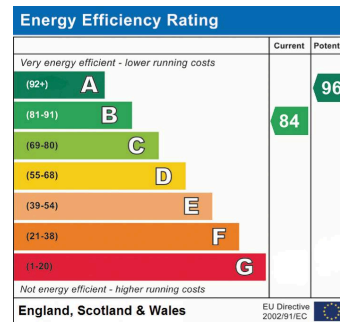 Energy Efficiency Rating
Current Potent
Very energy efficient - lower running costs
(92+) A 96
(81-91) B 84
(69-80) C
(55-68) D
(39-54) E
(21-38) F
(1-20) G
Not energy efficient - higher running costs
England, Scotland & Wales
EU Directive
2002/91/EC